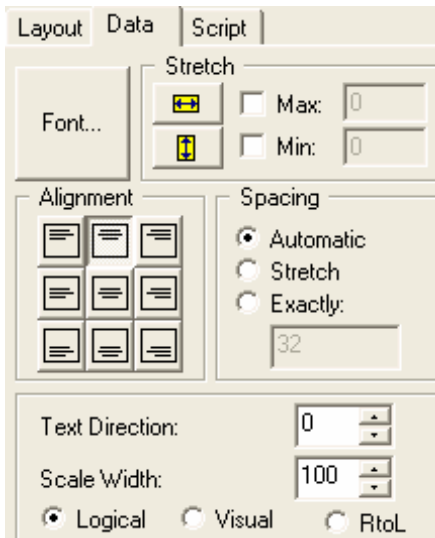 Layout Data Script
Stretch
Font...
Max: 0
Min: 0
Alignment
Spacing
Automatic
Stretch
Exactly:
32
Text Direction: 0
Scale Width: 100
Logical Visual RtoL